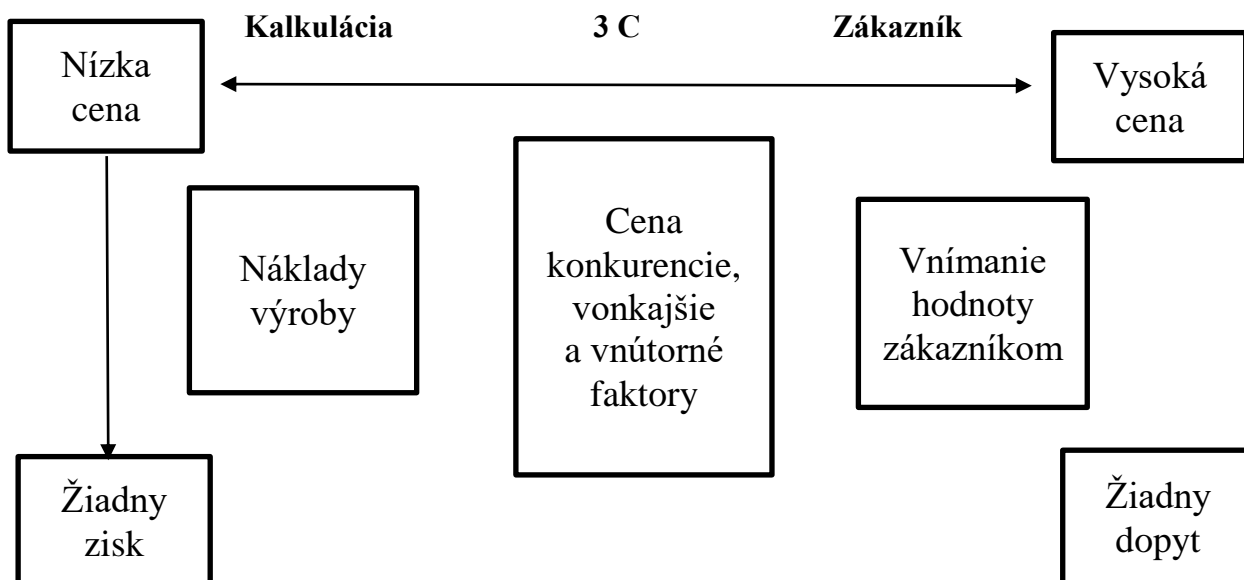 Kalkulácia 3 C Zákazník
Nízka
cena
Vysoká
cena
Náklady
výroby
Cena
konkurencie,
vonkajšie
a vnútorné
faktory
Vnímanie
hodnoty
zákazníkom
Žiadny
zisk
Žiadny
dopyt